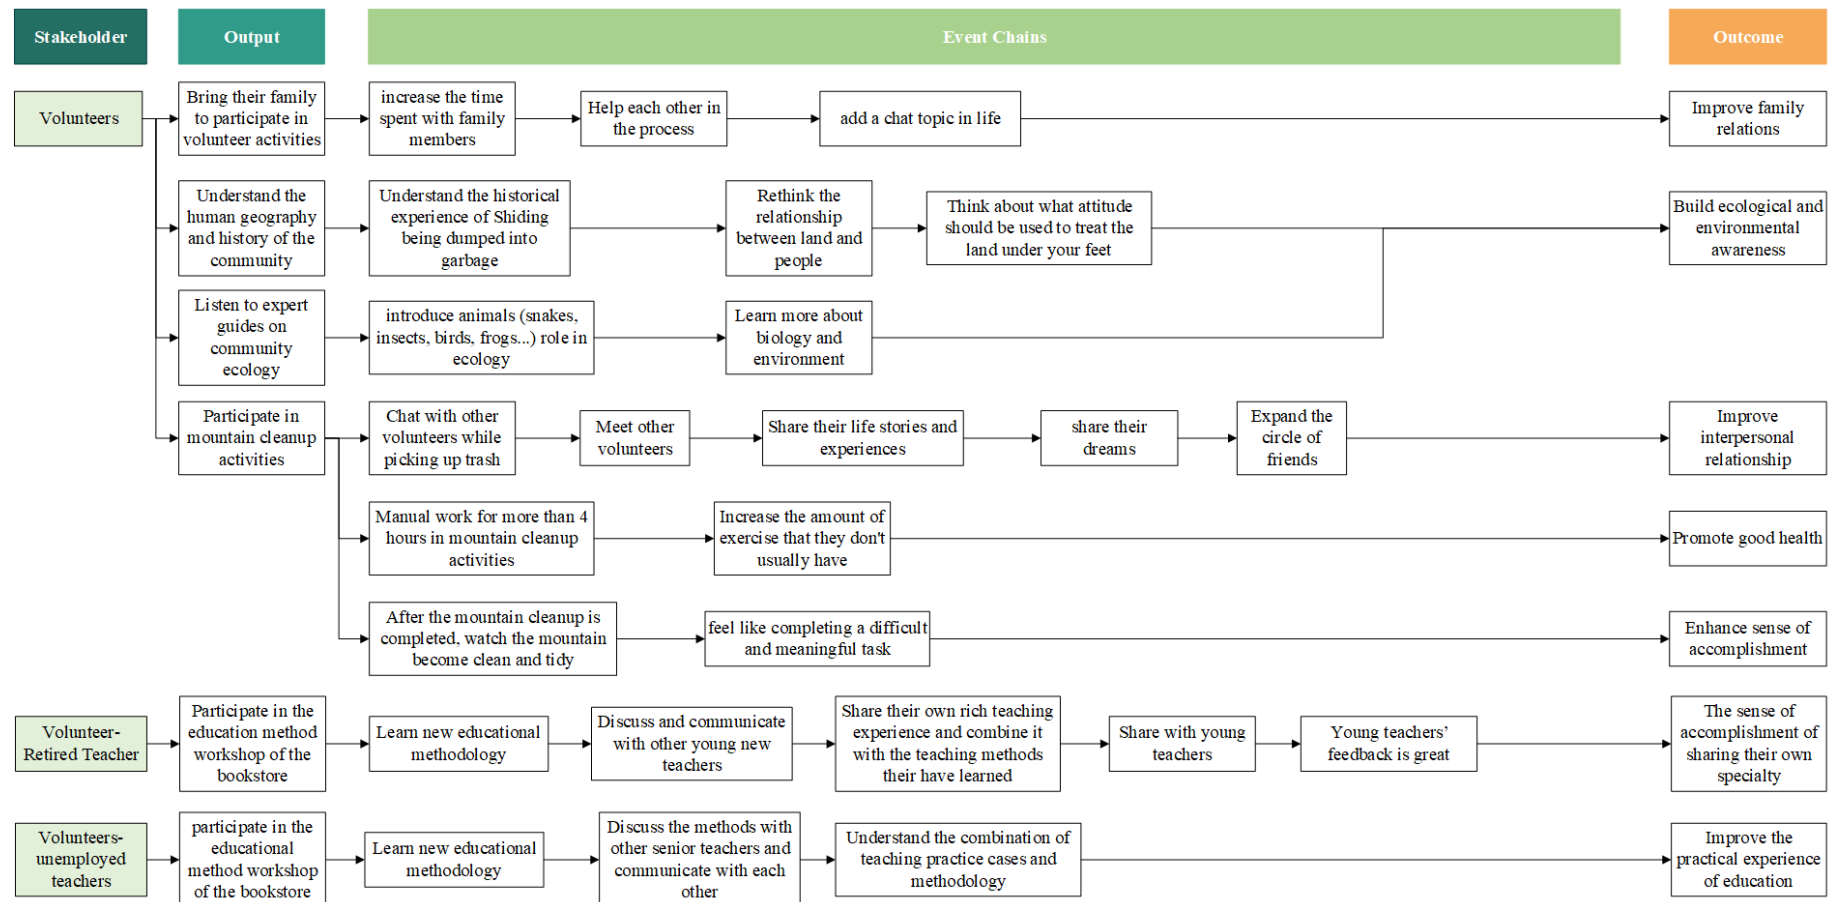 Stakeholder
Output
Event Chains
Outcome
Volunteers
Bring their family
to participate in
volunteer activities
increase the time
spent with family
members
Help each other in
the process
add a chat topic in life
Improve family
relations
Understand the
human geography
and history of the
community
Understand the historical
experience of Shiding
being dumped into
garbage
Rethink the
relationship
between land and
people
Think about what attitude
should be used to treat the
land under your feet
Build ecological and
environmental
awareness
Listen to expert
guides on
community
ecology
introduce animals (snakes,
insects, birds, frogs...) role in
ecology
Learn more about
biology and
environment
Participate in
mountain cleanup
activities
Chat with other
volunteers while
picking up trash
Meet other
volunteers
Share their life stories and
experiences
share their
dreams
Expand the
circle of
friends
Improve
interpersonal
relationship
Manual work for more than 4
hours in mountain cleanup
activities
Increase the amount of
exercise that they don't
usually have
Promote good health
After the mountain cleanup is
completed, watch the mountain
become clean and tidy
feel like completing a difficult
and meaningful task
Enhance sense of
accomplishment
Volunteer-
Retired Teacher
Participate in the
education method
workshop of the
bookstore
Learn new educational
methodology
Discuss and communicate
with other young new
teachers
Share their own rich teaching
experience and combine it
with the teaching methods
their have learned
Share with young
teachers
Young teachers’
feedback is great
The sense of
accomplishment of
sharing their own
specialty
Volunteers-
unemployed
teachers
participate in the
educational
method workshop
of the bookstore
Learn new educational
methodology
Discuss the methods with
other senior teachers and
communicate with each
other
Understand the combination of
teaching practice cases and
methodology
Improve the
practical experience
of education